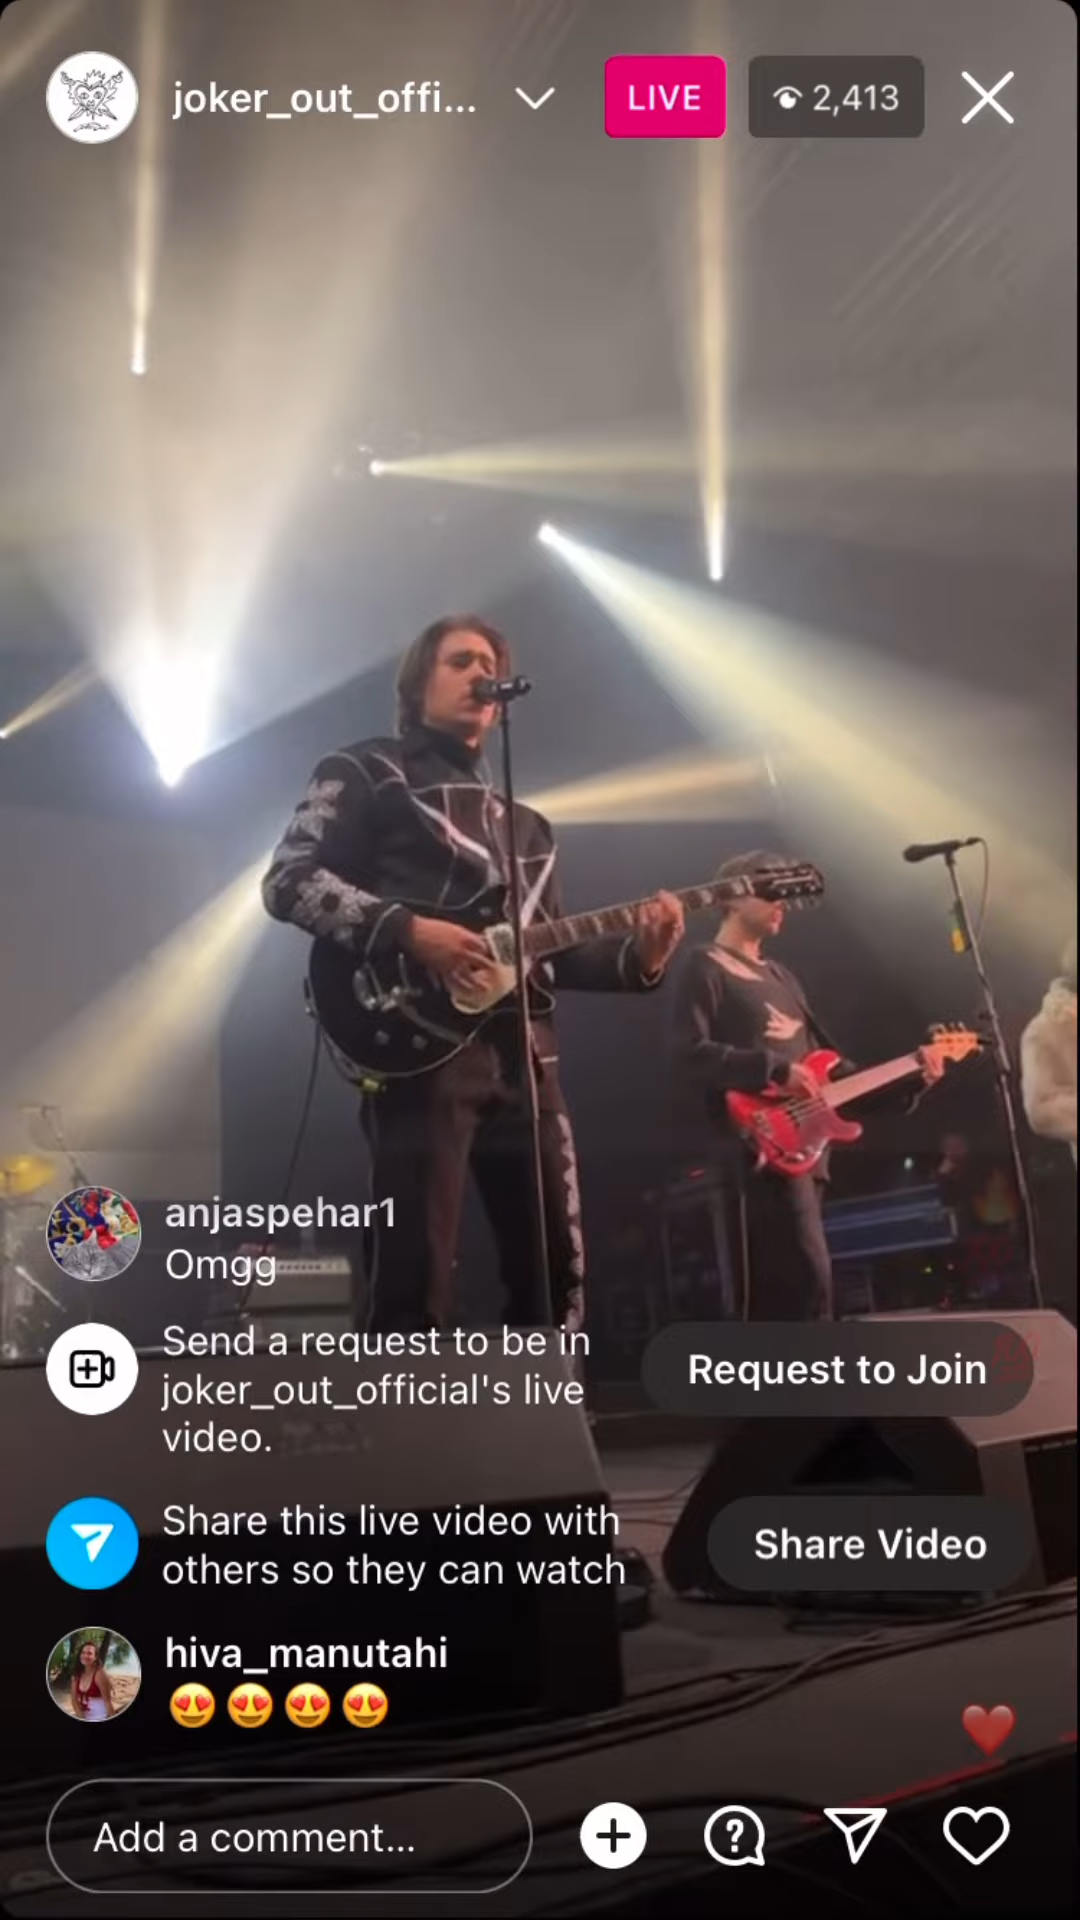 joker_out_offi...
LIVE
2,413
anjaspehar1
Omgg
Send a request to be in
joker_out_official's live
video.
Request to Join
Share this live video with
others so they can watch
Share Video
hiva_manutahi
😍😍😍😍
Add a comment...